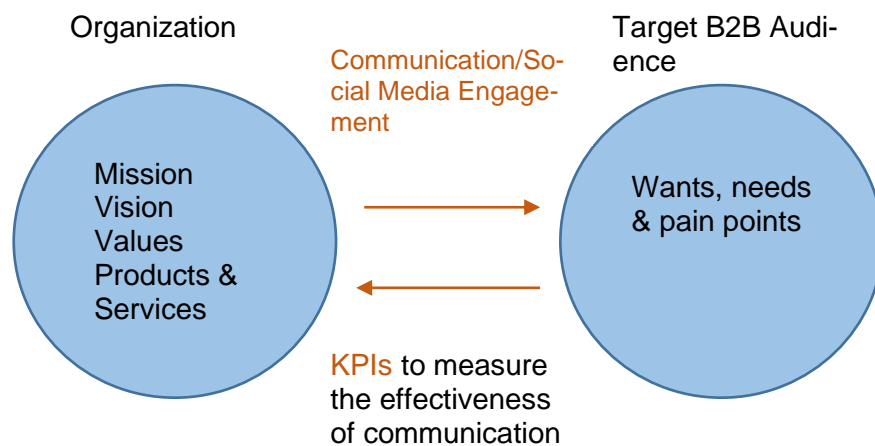 Organization
Target B2B Audi-
ence
Communication/So-
cial Media Engage-
ment
Mission
Vision
Values
Products &
Services
Wants, needs
& pain points
KPIs to measure
the effectiveness
of communication